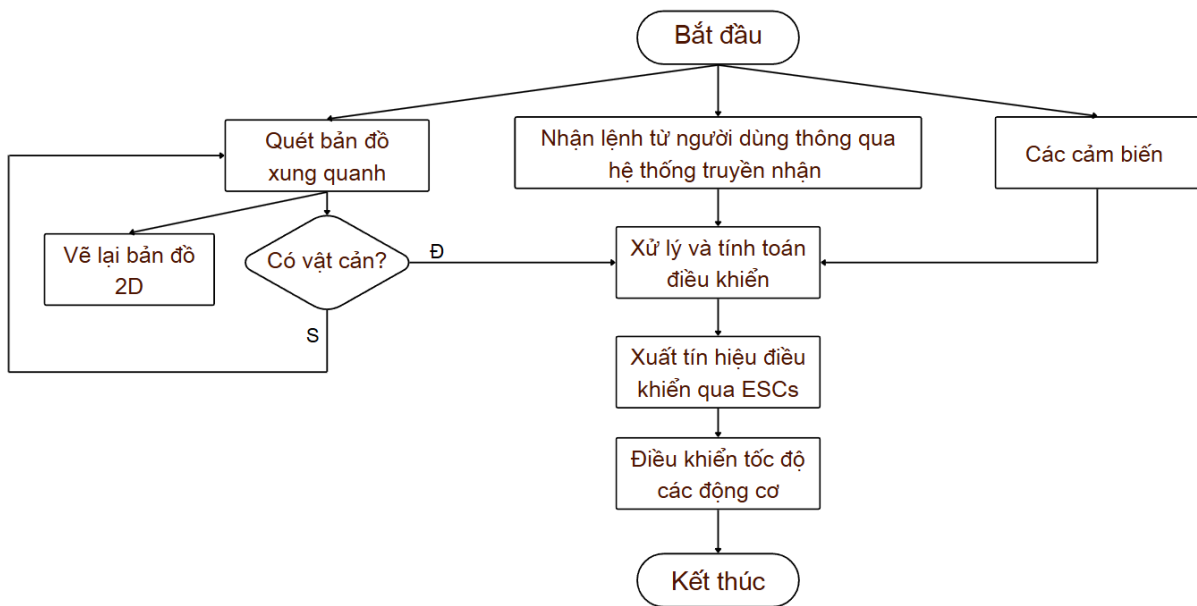 Bắt đầu
Quét bản đồ
xung quanh
Nhận lệnh từ người dùng thông qua
hệ thống truyền nhận
Các cảm biến
Vẽ lại bản đồ
2D
Có vật cản?
Đ
S
Xử lý và tính toán
điều khiển
Xuất tín hiệu điều
khiển qua ESCs
Điều khiển tốc độ
các động cơ
Kết thúc